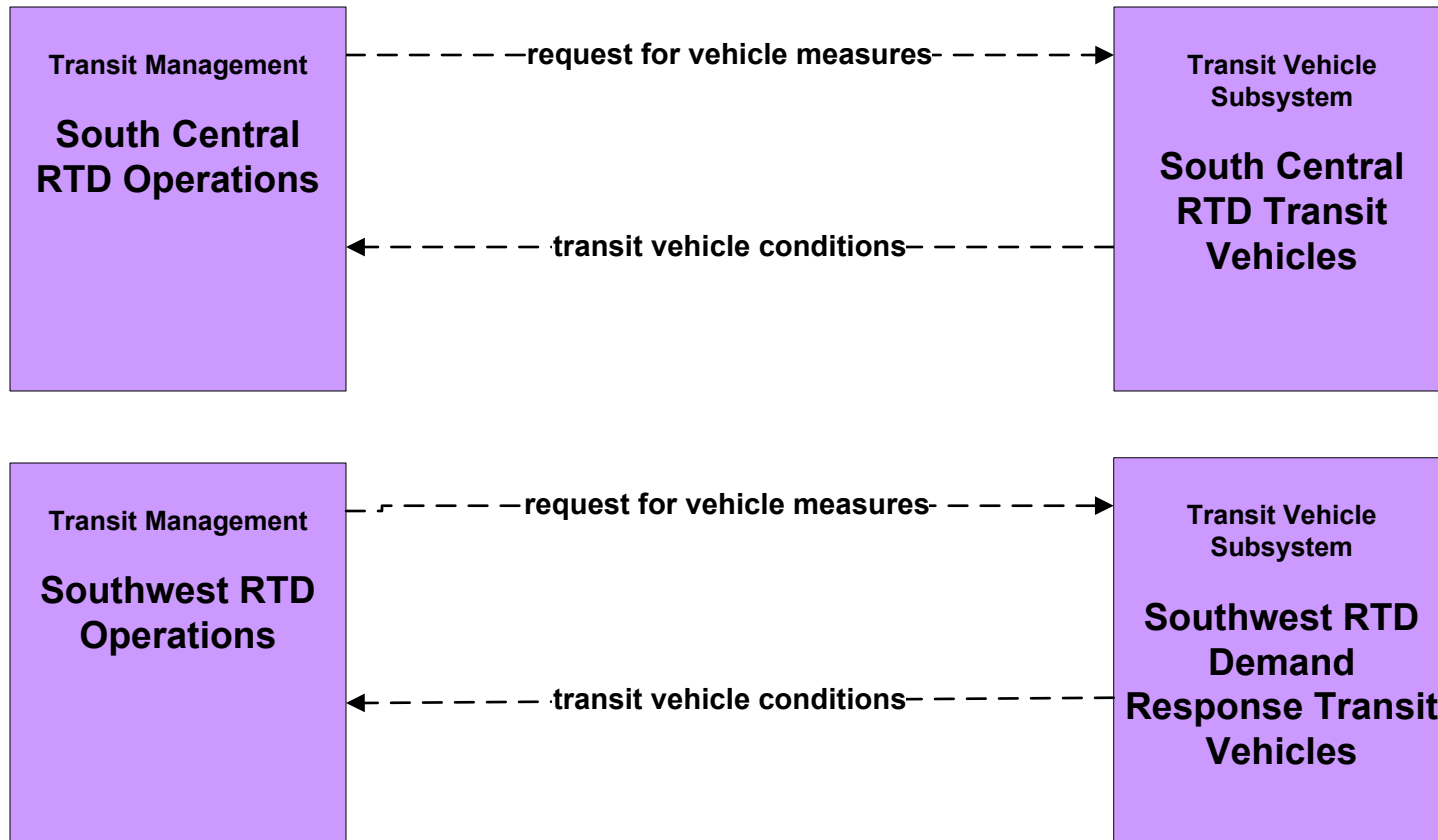 Transit Management
South Central
RTD Operations
request for vehicle measures
transit vehicle conditions
Transit Vehicle
Subsystem
South Central
RTD Transit
Vehicles
Transit Management
Southwest RTD
Operations
request for vehicle measures
transit vehicle conditions
Transit Vehicle
Subsystem
Southwest RTD
Demand
Response Transit
Vehicles